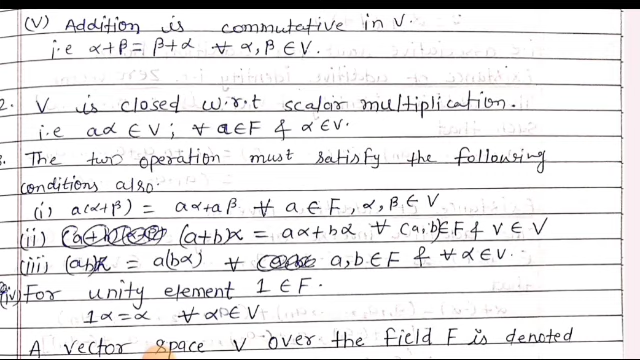 (V) Addition is commutative in V.
i.e α+β = β+α ∀ α, β ∈ V.
2. V is closed w.r.t scalar multiplication.
i.e aα ∈ V; ∀ a∈F & α∈V.
The two operation must satisfy the following
conditions also.
(i) a(α+β) = aα+aβ ∀ a ∈ F, α, β ∈ V
(ii) (a+b)α = aα+bα ∀ (a,b)∈F & v ∈ V
(iii) (ab)α = a(bα) ∀ a,b ∈ F & ∀ α∈V.
(iv) For unity element 1 ∈ F.
1α=α ∀ α∈V
A vector space V over the field F is denoted